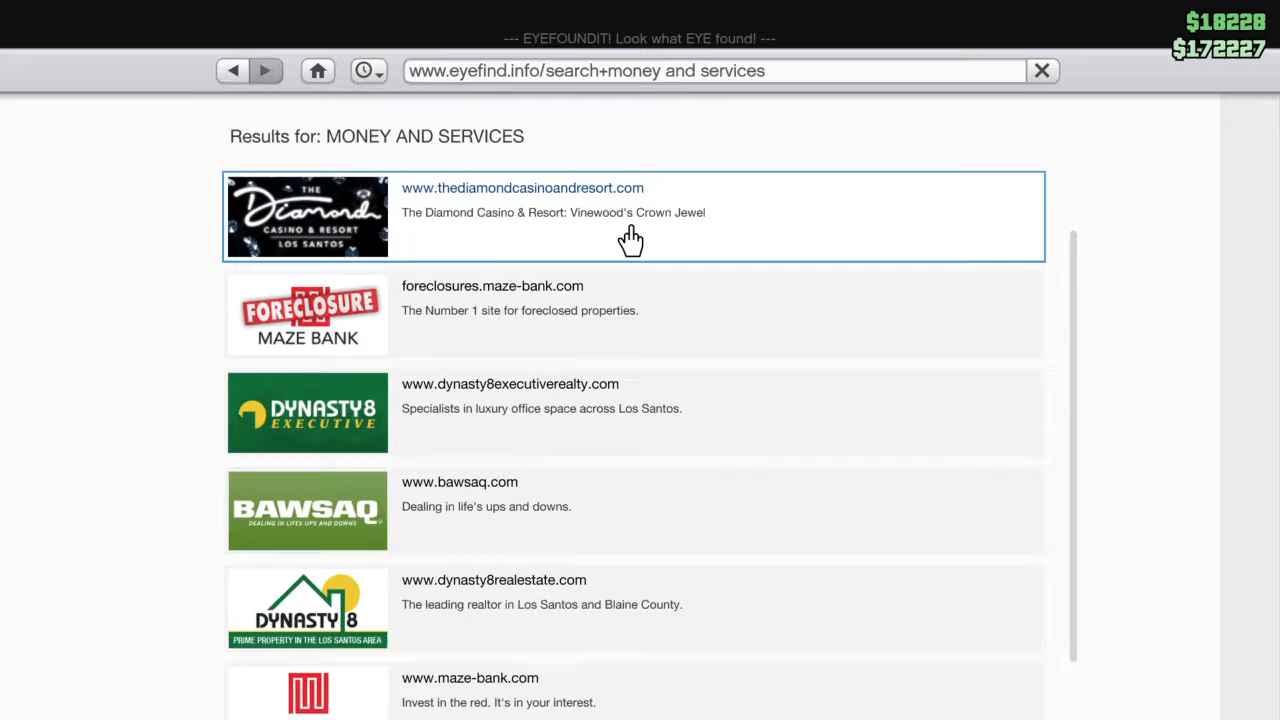 $18228
--- EYEFOUNDIT! Look what EYE found! ---
$172227
www.eyefind.info/search+money and services
Results for: MONEY AND SERVICES
THE
Diamond
CASINO & RESORT
LOS SANTOS
www.thediamondcasinoandresort.com
The Diamond Casino & Resort: Vinewood's Crown Jewel
FORECLOSURE
MAZE BANK
foreclosures.maze-bank.com
The Number 1 site for foreclosed properties.
DYNASTY8
EXECUTIVE
www.dynasty8executiverealty.com
Specialists in luxury office space across Los Santos.
BAWSAQ
DEALING IN LIFES UPS AND DOWNS
www.bawsaq.com
Dealing in life's ups and downs.
DYNASTY 8
PRIME PROPERTY IN THE LOS SANTOS AREA
www.dynasty8realestate.com
The leading realtor in Los Santos and Blaine County.
www.maze-bank.com
Invest in the red. It's in your interest.